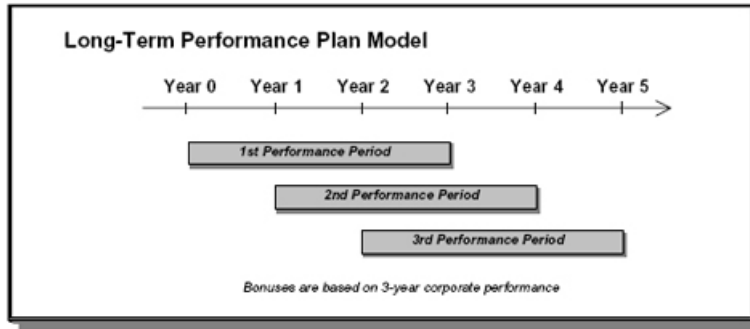 Long-Term Performance Plan Model
Year 0 Year 1 Year 2 Year 3 Year 4 Year 5
1st Performance Period
2nd Performance Period
3rd Performance Period
Bonuses are based on 3-year corporate performance